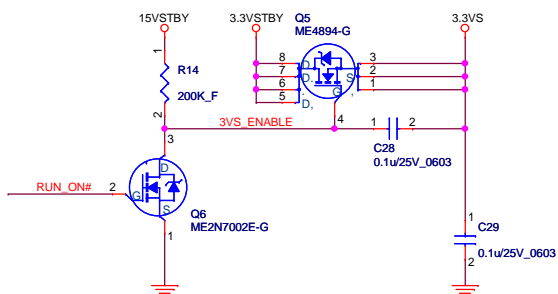 15VSTBY
3.3VSTBY
Q5
ME4894-G
3.3VS
1
R14
200K_F
2
8
7
6
5
D
D.
.
D,
S
G
,
3
2
1
4
3VS_ENABLE
1
2
C28
0.1u/25V_0603
3
D
RUN_ON#
2
G
S
Q6
ME2N7002E-G
1
1
C29
0.1u/25V_0603
2